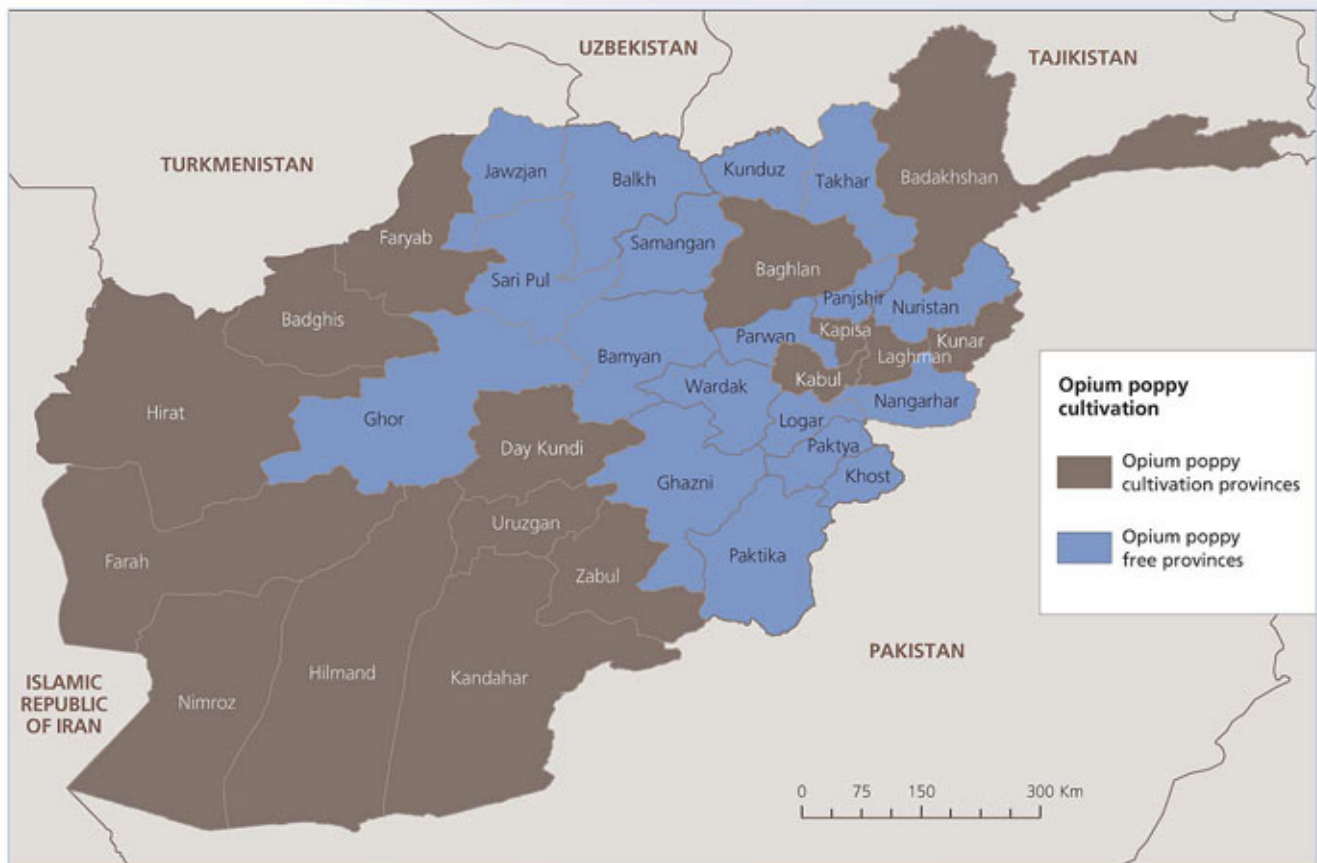 UZBEKISTAN
TAJIKISTAN
TURKMENISTAN
Jawzjan
Balkh
Kunduz
Takhar
Badakhshan
Faryab
Samangan
Baghlan
Sari Pul
Panjshir
Nuristan
Badghis
Parwan
Kapisa
Kunar
Bamyan
Laghman
Wardak
Kabul
Nangarhar
Hirat
Ghor
Logar
Day Kundi
Paktya
Ghazni
Khost
Uruzgan
Farah
Zabul
Paktika
Hilmand
Kandahar
Nimroz
PAKISTAN
ISLAMIC
REPUBLIC
OF IRAN
Opium poppy
cultivation
Opium poppy
cultivation provinces
Opium poppy
free provinces
0 75 150 300 Km